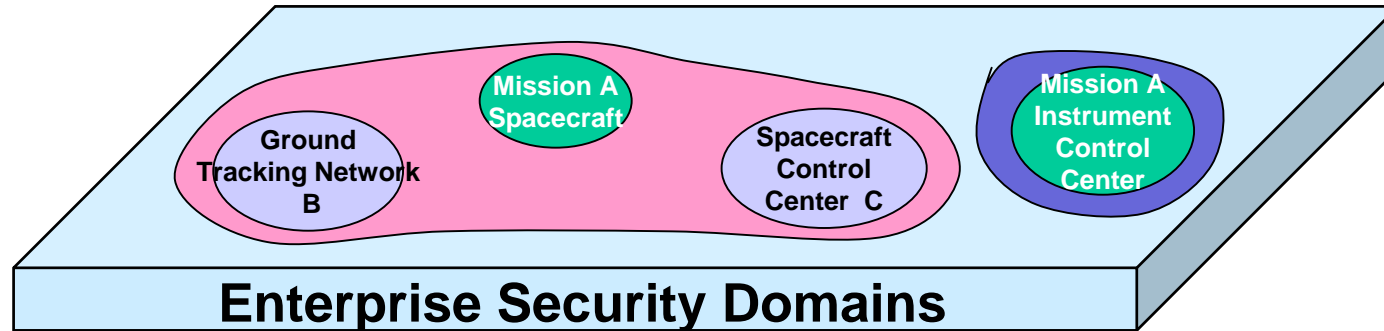 Mission A
Spacecraft
Ground
Tracking Network
B
Spacecraft
Control
Center C
Mission A
Instrument
Control
Center
Enterprise Security Domains